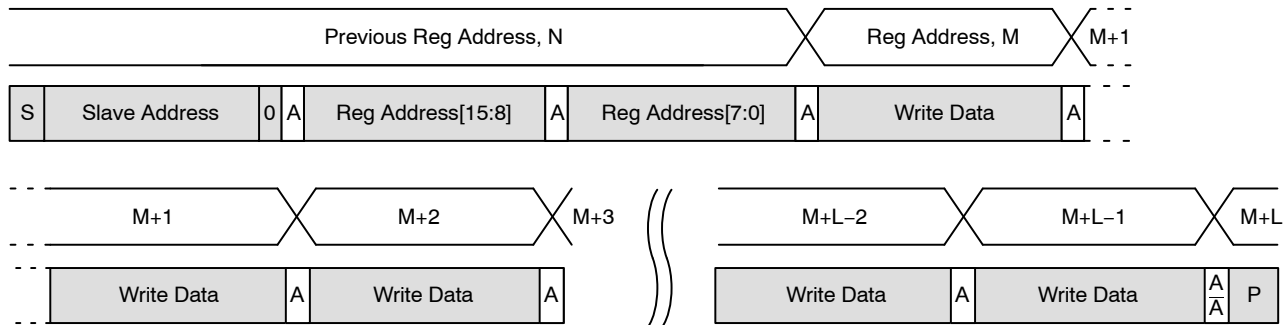 Previous Reg Address, N Reg Address, M M+1
S Slave Address 0 A Reg Address[15:8] A Reg Address[7:0] A Write Data A
M+1 M+2 M+3 M+L−2 M+L−1 M+L
Write Data A Write Data A Write Data A Write Data A/A̅ P